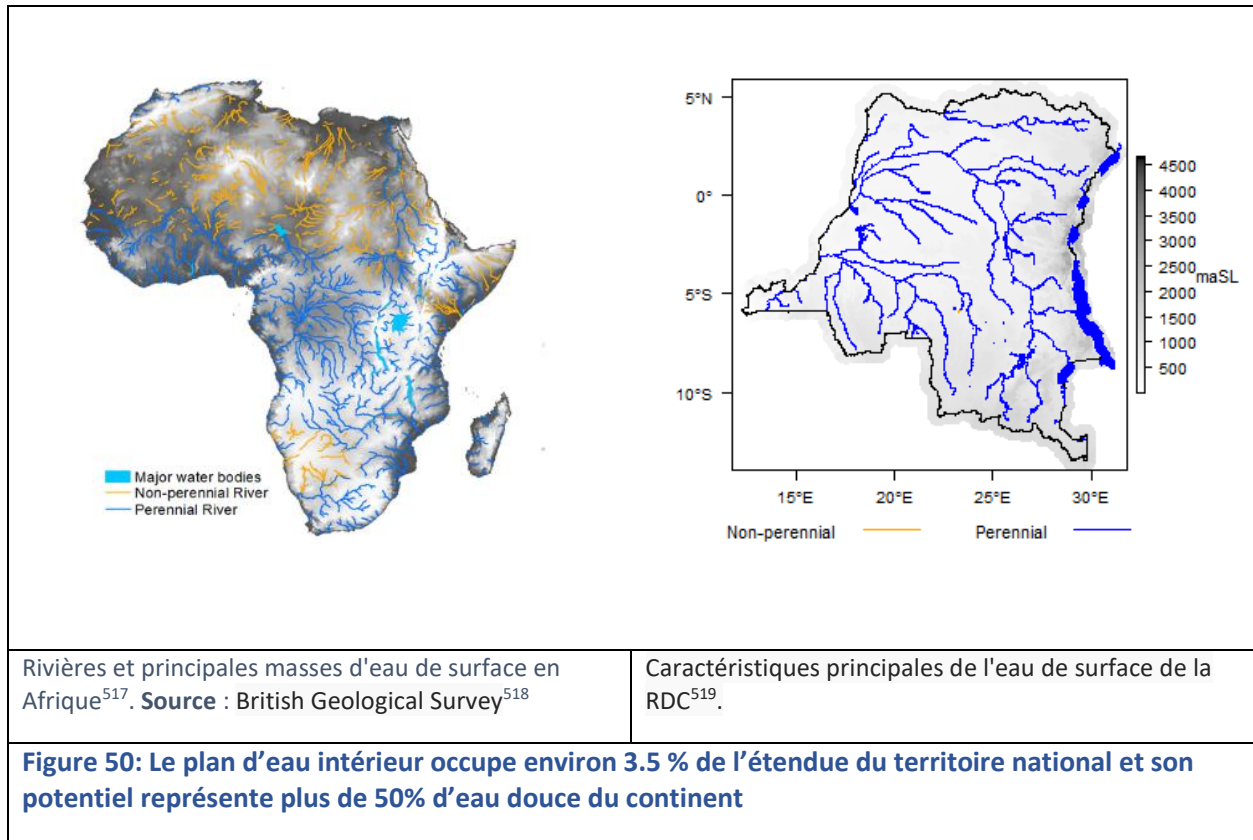 Major water bodies
Non-perennial River
Perennial River
5°N
0°
5°S
10°S
15°E
20°E
25°E
30°E
4500
4000
3500
3000
2500
2000
1500
1000
500
maSL
Non-perennial
Perennial
Rivières et principales masses d'eau de surface en
Afrique517. Source : British Geological Survey518
Caractéristiques principales de l'eau de surface de la
RDC519.
Figure 50: Le plan d’eau intérieur occupe environ 3.5 % de l’étendue du territoire national et son
potentiel représente plus de 50% d’eau douce du continent